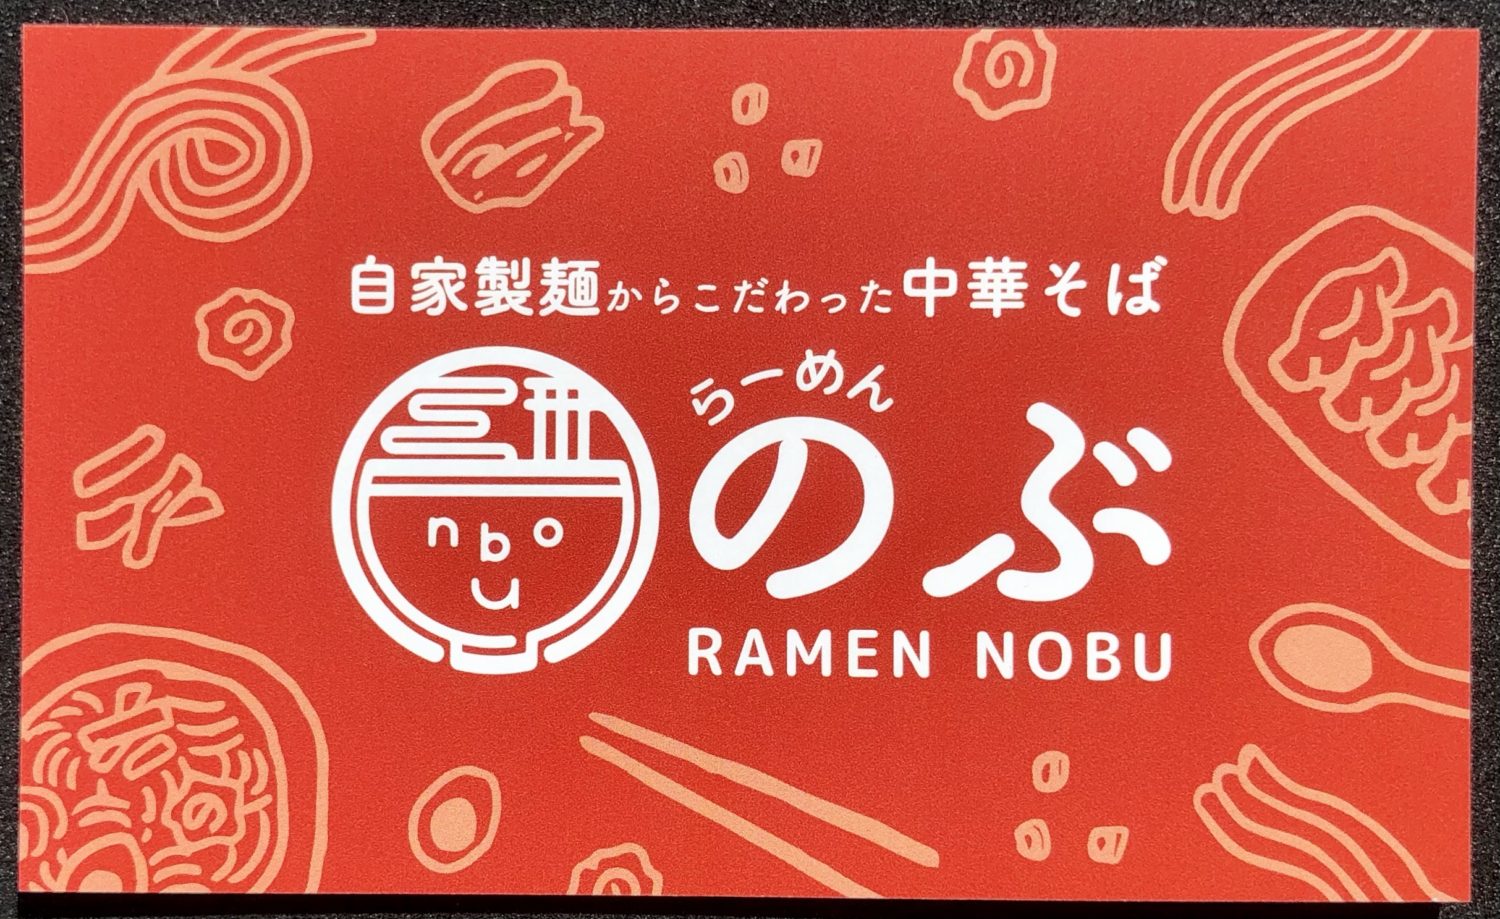 自家製麺からこだわった中華そば
らーめん
のぶ
RAMEN NOBU
nbo
u